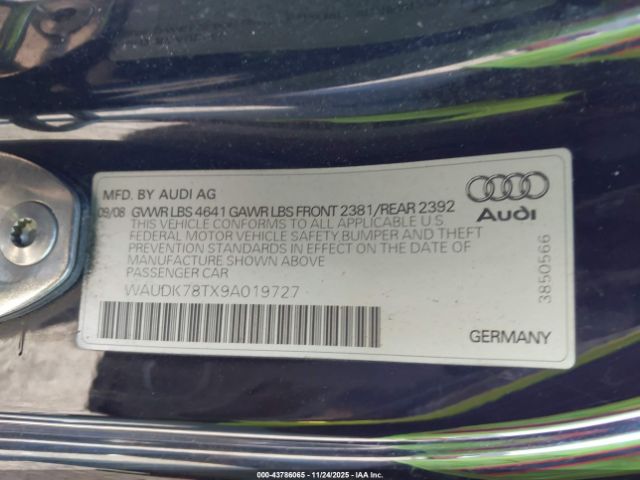 MFD. BY AUDI AG
09/08 GVWR LBS 4641 GAWR LBS FRONT 2381/REAR 2392
THIS VEHICLE CONFORMS TO ALL APPLICABLE U.S.
FEDERAL MOTOR VEHICLE SAFETY BUMPER AND THEFT
PREVENTION STANDARDS IN EFFECT ON THE DATE OF
MANUFACTURE SHOWN ABOVE
PASSENGER CAR
WAUDK78TX9A019727
Audi
3850566
GERMANY
000-43786065 - 11/24/2025 - IAA Inc.